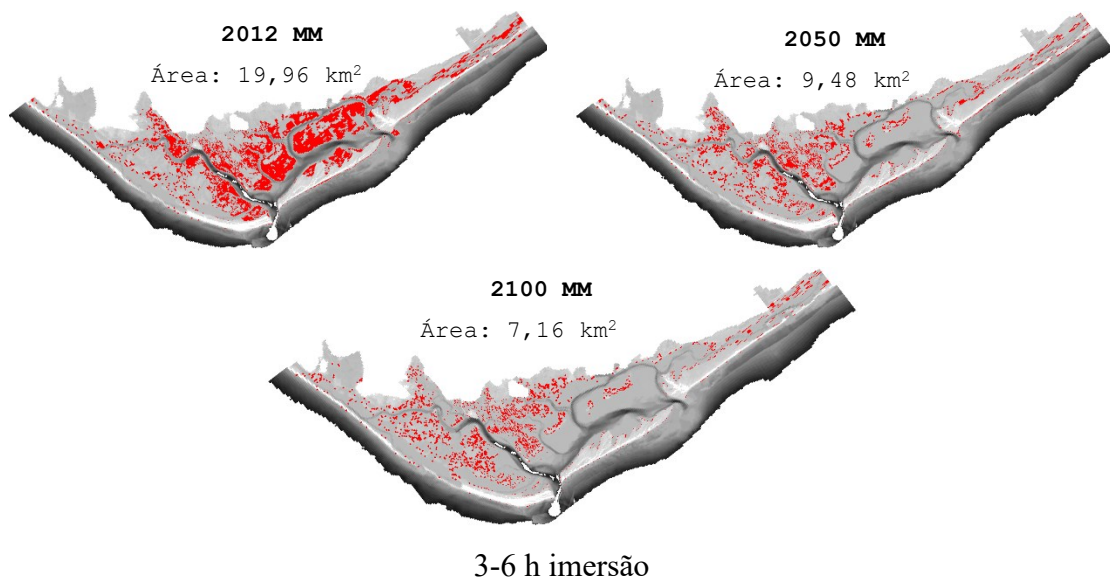 2012 MM
Área: 19,96 km²
2050 MM
Área: 9,48 km²
2100 MM
Área: 7,16 km²
3-6 h imersão